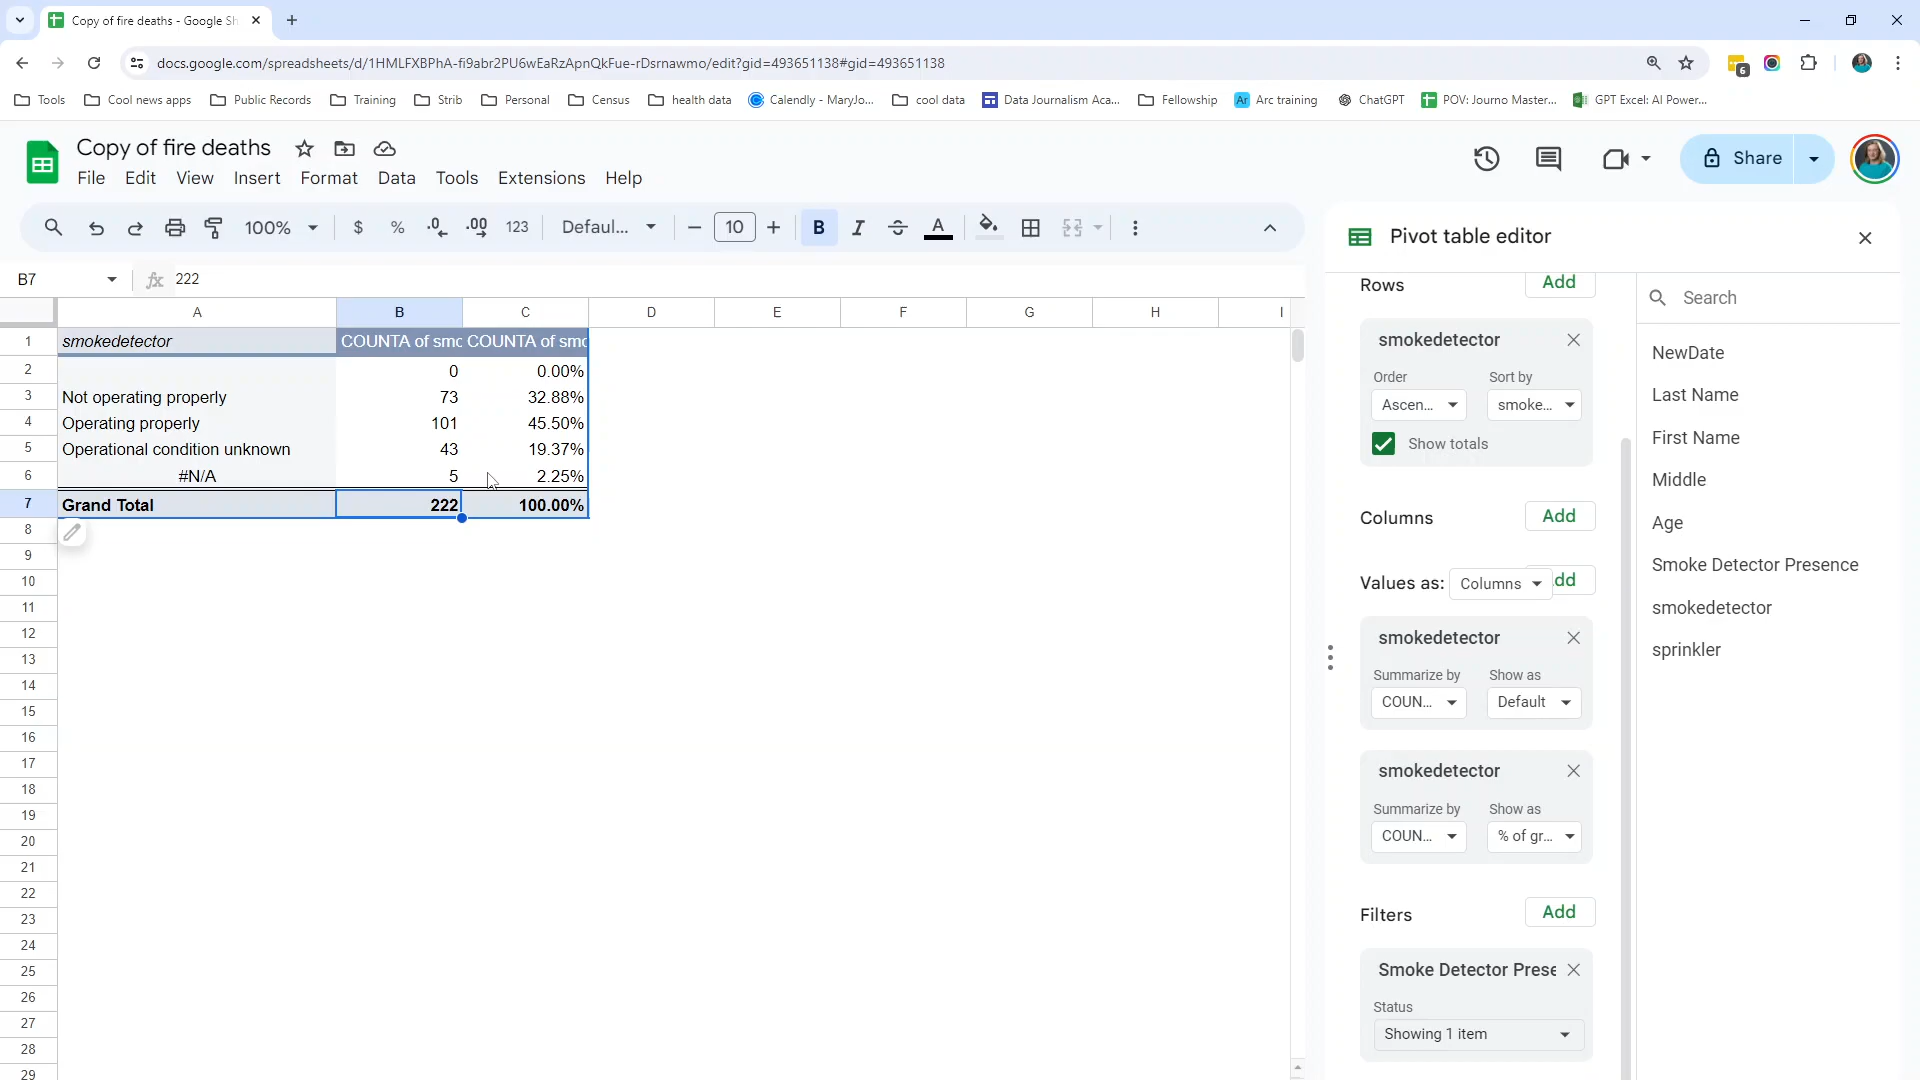 Copy of fire deaths - Google Sh
docs.google.com/spreadsheets/d/1HMLFXBPhA-fi9abr2PU6wEaRzApnQkFue-rDsrnawmo/edit?gid=493651138#gid=493651138
6
Tools Cool news apps Public Records Training Strib Personal Census health data Calendly - MaryJo... cool data Data Journalism Aca... Fellowship Ar Arc training ChatGPT POV: Journo Master... GPT Excel: AI Power...
Copy of fire deaths
File Edit View Insert Format Data Tools Extensions Help
Share
100% $ % .0 .00 123 Defaul... 10 B I S A
Pivot table editor
B7 fx 222
A B C D E F G H I
1 smokedetector COUNTA of smo COUNTA of smo
2 0 0.00%
3 Not operating properly 73 32.88%
4 Operating properly 101 45.50%
5 Operational condition unknown 43 19.37%
6 #N/A 5 2.25%
7 Grand Total 222 100.00%
8
9
10
11
12
13
14
15
16
17
18
19
20
21
22
23
24
25
26
27
28
29
Rows Add
smokedetector
Order Sort by
Ascen... smoke...
Show totals
Columns Add
Values as: Columns dd
smokedetector
Summarize by Show as
COUN... Default
smokedetector
Summarize by Show as
COUN... % of gr...
Filters Add
Smoke Detector Prese
Status
Showing 1 item
Search
NewDate
Last Name
First Name
Middle
Age
Smoke Detector Presence
smokedetector
sprinkler